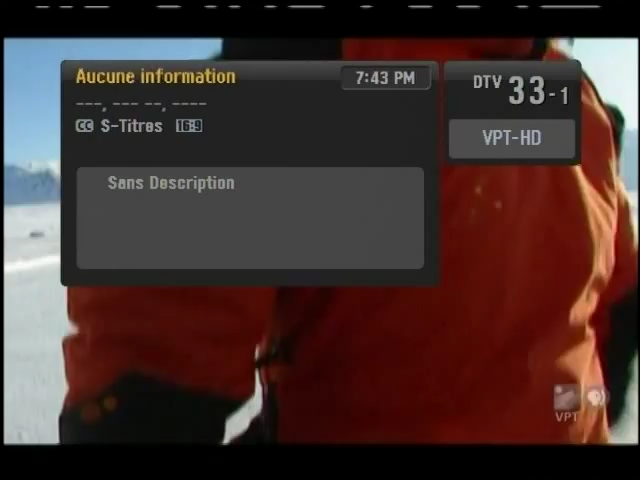 Aucune information
7:43 PM
---, --- --, ----
CC S-Titres 16:9
Sans Description
DTV 33-1
VPT-HD
VPT